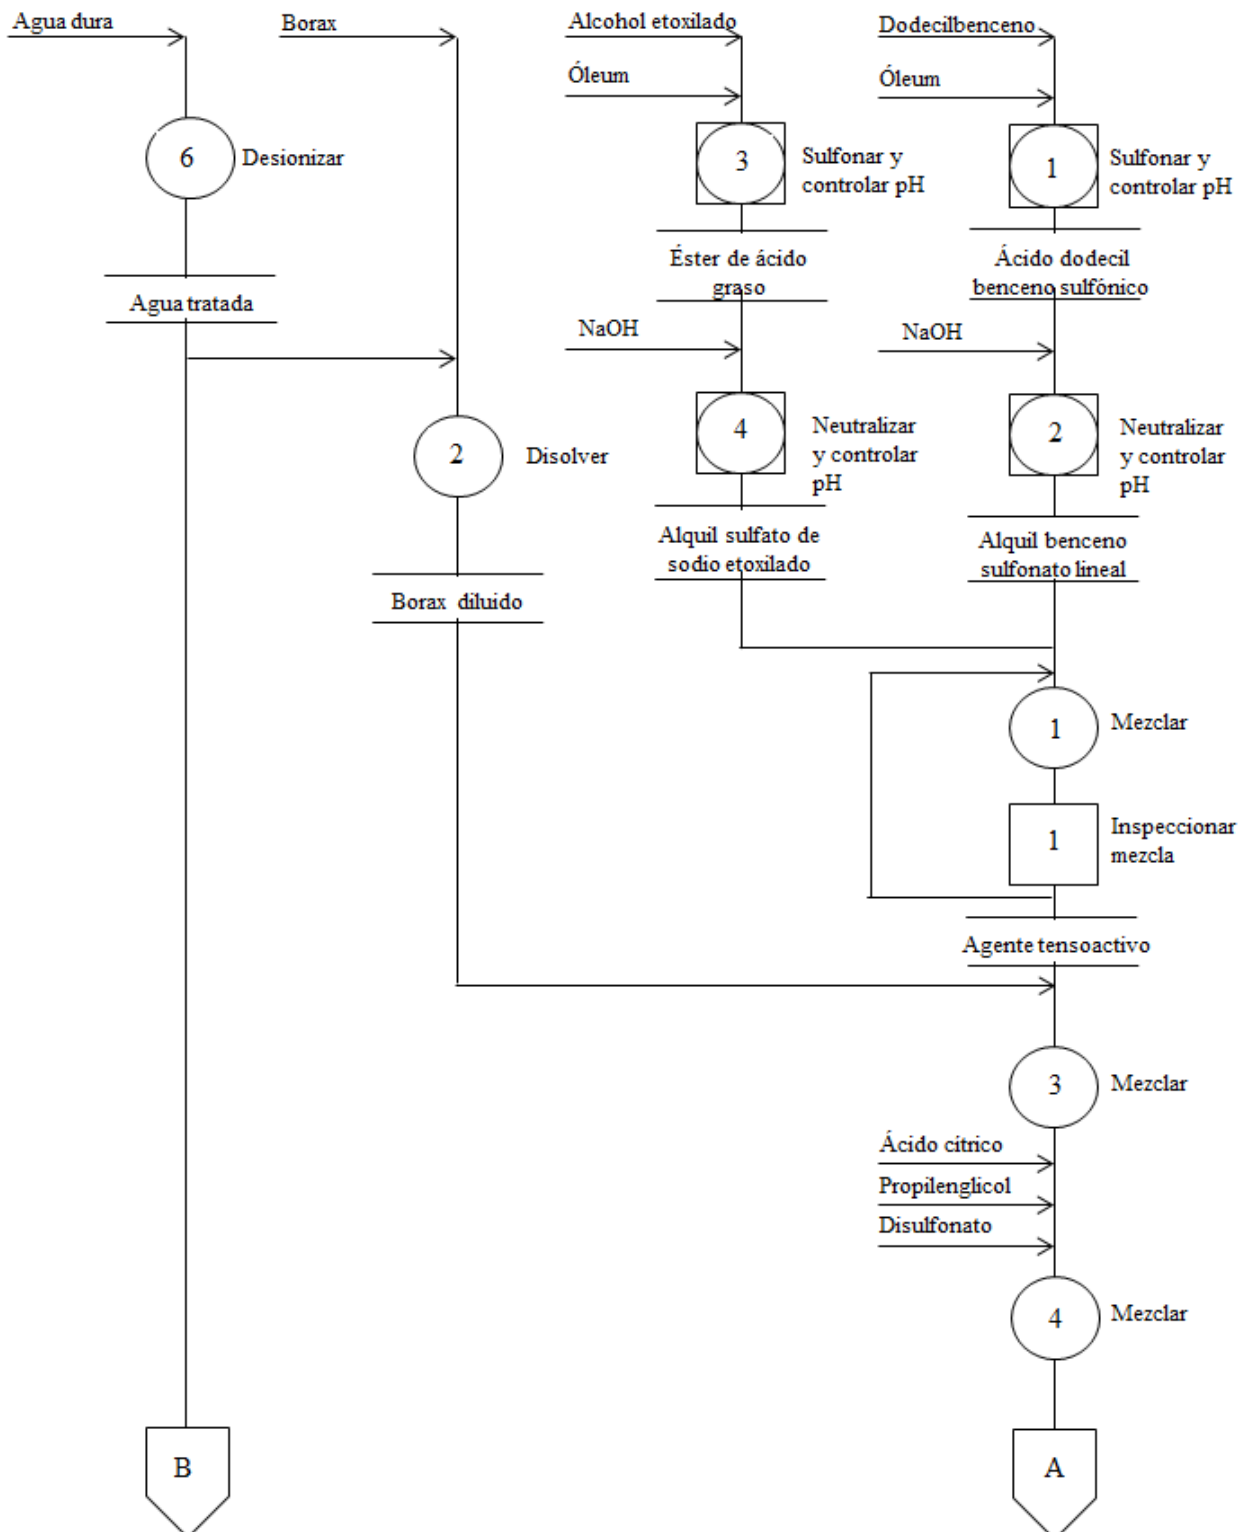 Agua dura
Borax
Alcohol etoxilado
Dodecilbenceno
Óleum
Óleum
6
Desionizar
3
Sulfonar y
controlar pH
1
Sulfonar y
controlar pH
Éster de ácido
graso
Ácido dodecil
benceno sulfónico
Agua tratada
NaOH
NaOH
2
Disolver
4
Neutralizar
y controlar
pH
2
Neutralizar
y controlar
pH
Alquil sulfato de
sodio etoxilado
Alquil benceno
sulfonato lineal
Borax diluido
1
Mezclar
1
Inspeccionar
mezcla
Agente tensoactivo
3
Mezclar
Ácido cítrico
Propilenglicol
Disulfonato
4
Mezclar
B
A